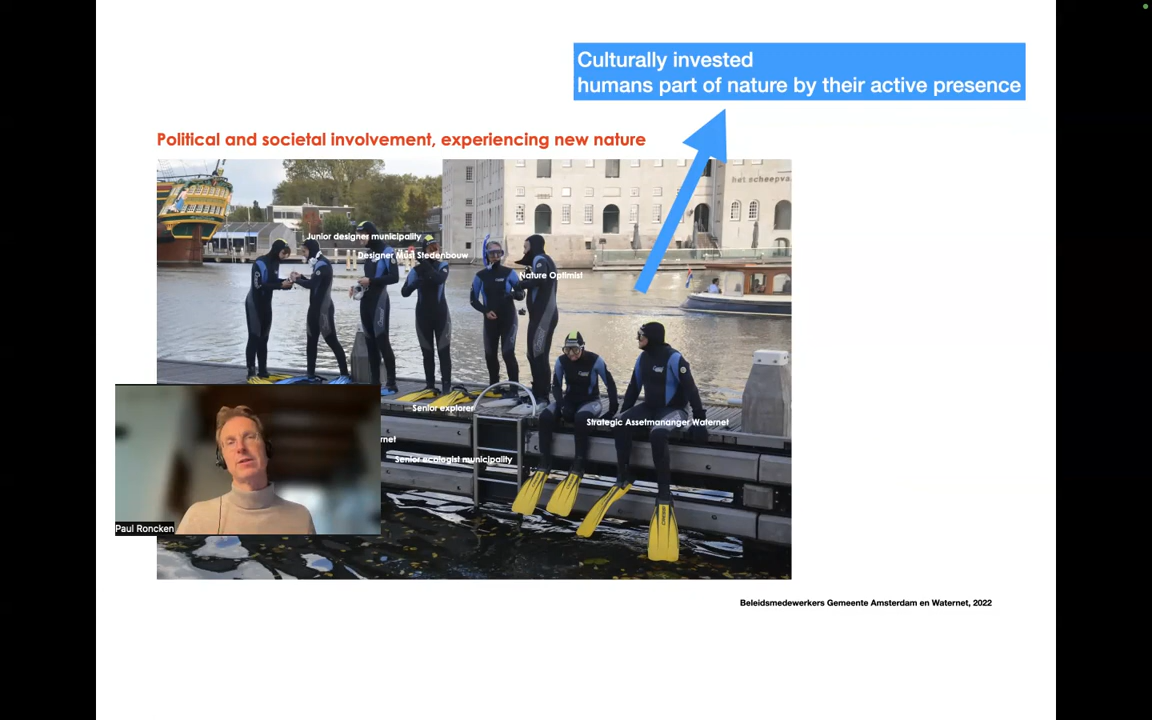 Culturally invested
humans part of nature by their active presence
Political and societal involvement, experiencing new nature
het scheepva
Junior designer municipality
Designer Must Stedenbouw
Nature Optimist
Senior explorer
Strategic Assetmananger Waternet
rnet
Senior ecologist municipality
Paul Roncken
Beleidsmedewerkers Gemeente Amsterdam en Waternet, 2022